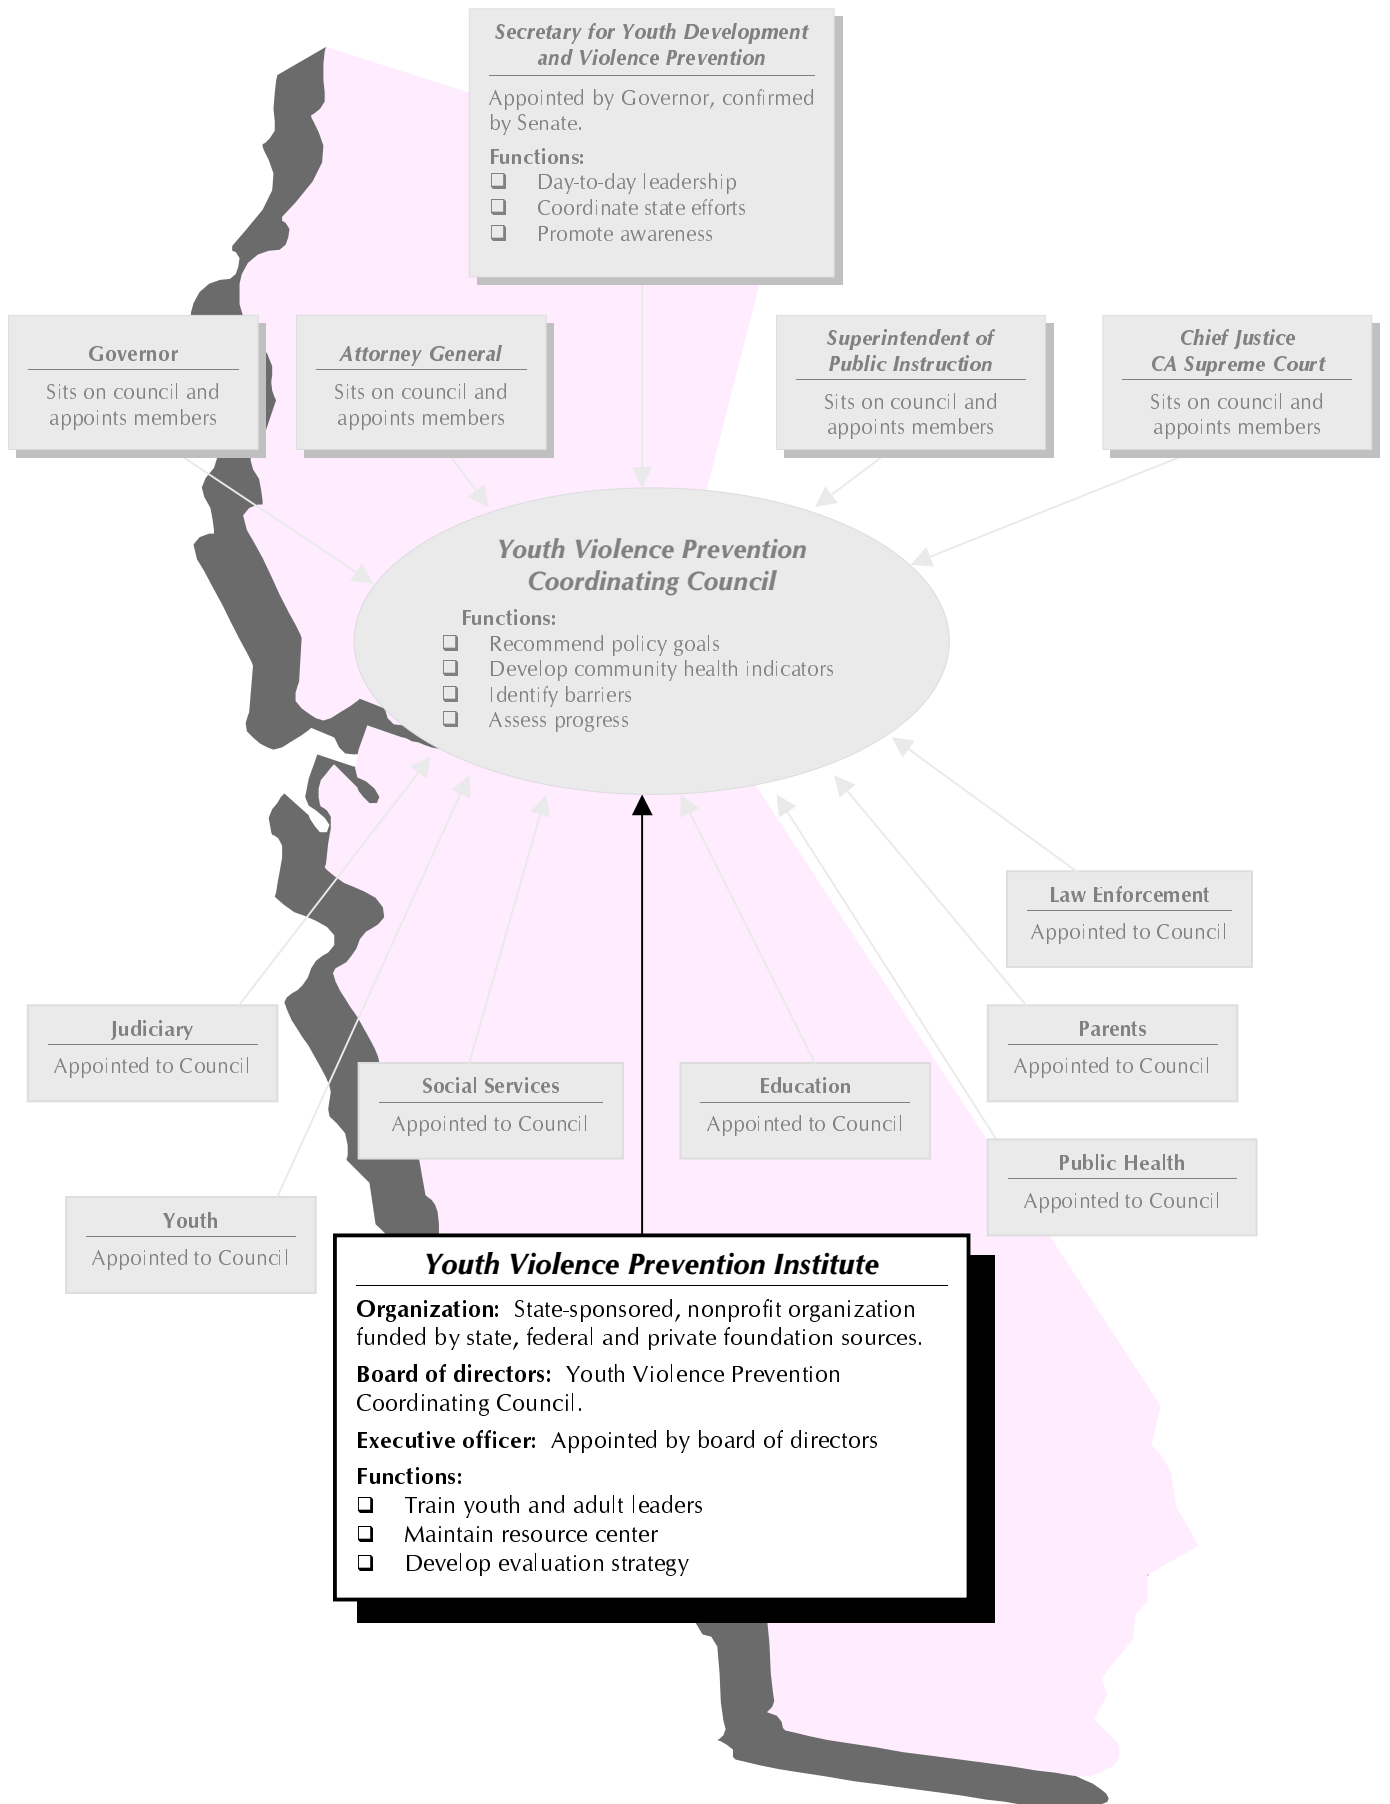 Secretary for Youth Development
and Violence Prevention
Appointed by Governor, confirmed
by Senate.
Functions:
❑ Day-to-day leadership
❑ Coordinate state efforts
❑ Promote awareness
Governor
Sits on council and
appoints members
Attorney General
Sits on council and
appoints members
Superintendent of
Public Instruction
Sits on council and
appoints members
Chief Justice
CA Supreme Court
Sits on council and
appoints members
Youth Violence Prevention
Coordinating Council
Functions:
❑ Recommend policy goals
❑ Develop community health indicators
❑ Identify barriers
❑ Assess progress
Law Enforcement
Appointed to Council
Judiciary
Appointed to Council
Parents
Appointed to Council
Social Services
Appointed to Council
Education
Appointed to Council
Public Health
Appointed to Council
Youth
Appointed to Council
Youth Violence Prevention Institute
Organization: State-sponsored, nonprofit organization
funded by state, federal and private foundation sources.
Board of directors: Youth Violence Prevention
Coordinating Council.
Executive officer: Appointed by board of directors
Functions:
❑ Train youth and adult leaders
❑ Maintain resource center
❑ Develop evaluation strategy